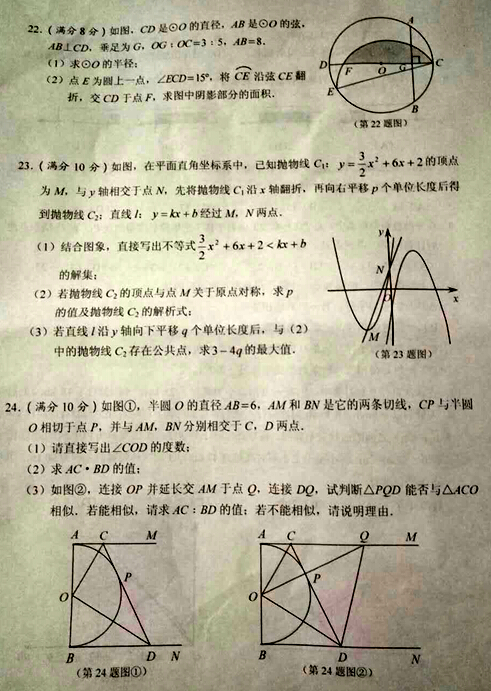 22.（满分8分）如图，CD是⊙O的直径，AB是⊙O的弦，
AB⊥CD，垂足为G，OG：OC=3：5，AB=8．
（1）求⊙O的半径；
（2）点E为圆上一点，∠ECD=15°，将CE沿弦CE翻
折，交CD于点F，求图中阴影部分的面积．
A
D F O G C
E
B
（第22题图）
23.（满分10分）如图，在平面直角坐标系中，已知抛物线C₁：y=3/2x²+6x+2的顶点
为M，与y轴相交于点N，先将抛物线C₁沿x轴翻折，再向右平移p个单位长度后得
到抛物线C₂；直线l：y=kx+b经过M，N两点．
（1）结合图象，直接写出不等式3/2x²+6x+2<kx+b
的解集；
（2）若抛物线C₂的顶点与点M关于原点对称，求p
的值及抛物线C₂的解析式；
（3）若直线l沿y轴向下平移q个单位长度后，与（2）
中的抛物线C₂存在公共点，求3-4q的最大值．
y
N
O x
M
（第23题图）
24.（满分10分）如图①，半圆O的直径AB=6，AM和BN是它的两条切线，CP与半圆
O相切于点P，并与AM，BN分别相交于C，D两点．
（1）请直接写出∠COD的度数；
（2）求AC·BD的值；
（3）如图②，连接OP并延长交AM于点Q，连接DQ，试判断△PQD能否与△ACO
相似．若能相似，请求AC：BD的值；若不能相似，请说明理由．
A C M
P
O
B D N
（第24题图①）
A C Q M
P
O
B D N
（第24题图②）